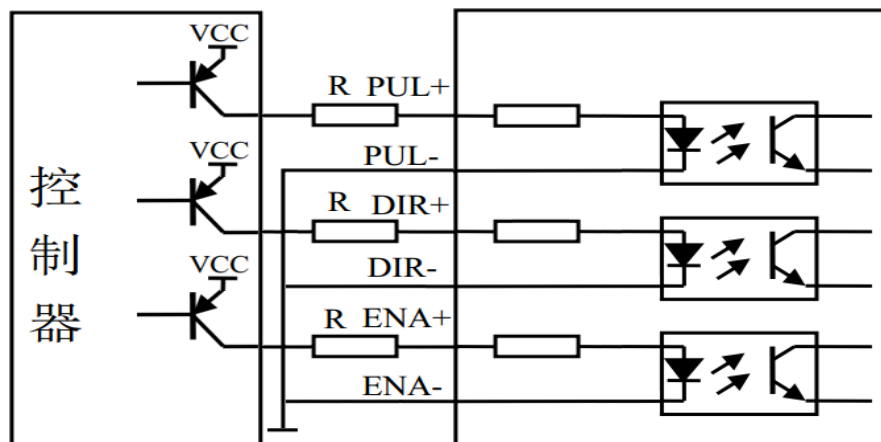 VCC
R PUL+
PUL-
VCC
R DIR+
DIR-
VCC
R ENA+
ENA-
控
制
器